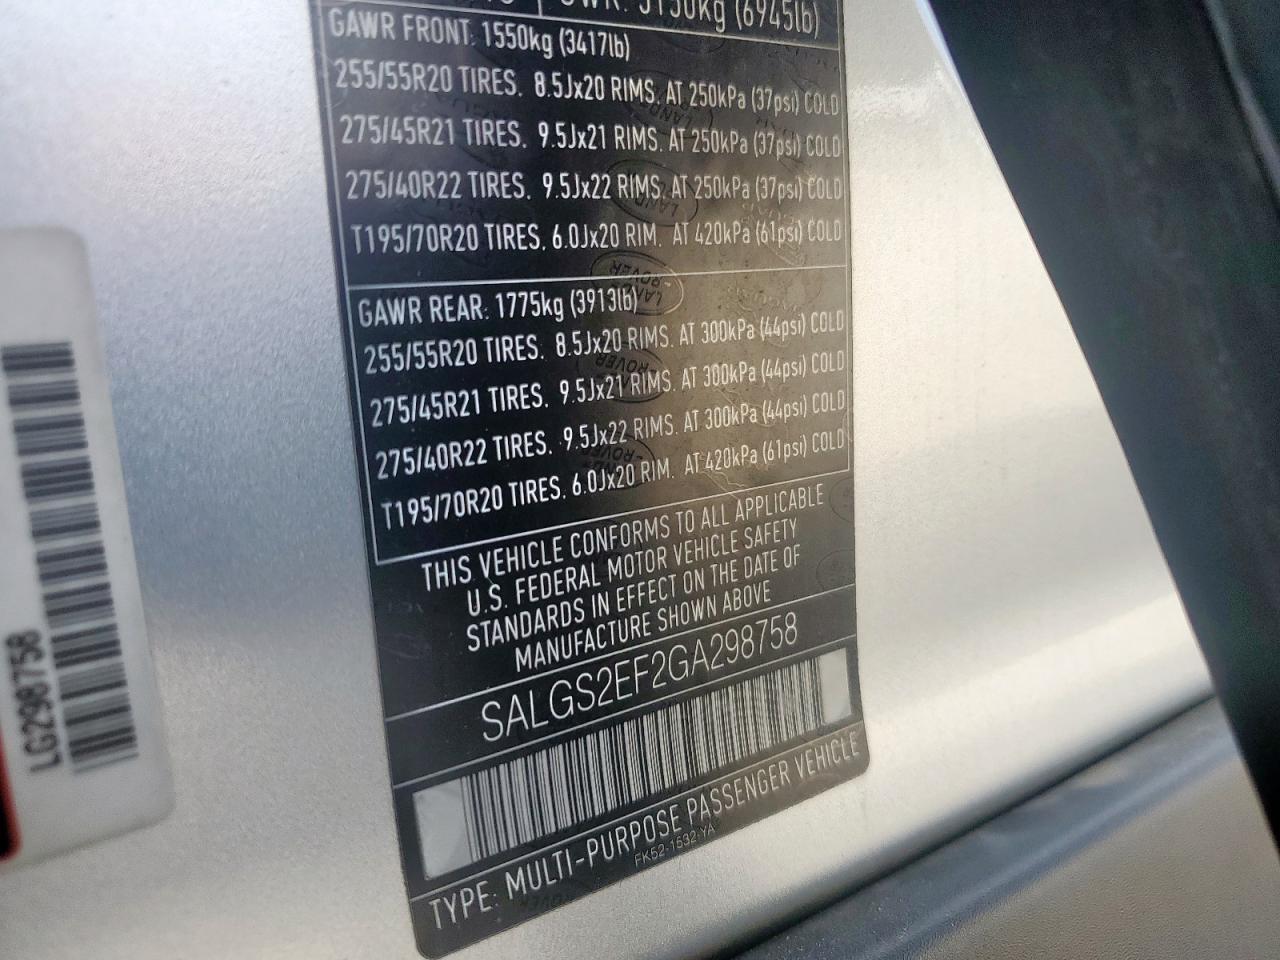 GWR: 3150kg (6945lb)
GAWR FRONT: 1550kg (3417lb)
255/55R20 TIRES. 8.5Jx20 RIMS. AT 250kPa (37psi) COLD
275/45R21 TIRES. 9.5Jx21 RIMS. AT 250kPa (37psi) COLD
275/40R22 TIRES. 9.5Jx22 RIMS. AT 250kPa (37psi) COLD
T195/70R20 TIRES. 6.0Jx20 RIM. AT 420kPa (61psi) COLD
GAWR REAR: 1775kg (3913lb)
255/55R20 TIRES. 8.5Jx20 RIMS. AT 300kPa (44psi) COLD
275/45R21 TIRES. 9.5Jx21 RIMS. AT 300kPa (44psi) COLD
275/40R22 TIRES. 9.5Jx22 RIMS. AT 300kPa (44psi) COLD
T195/70R20 TIRES. 6.0Jx20 RIM. AT 420kPa (61psi) COLD
THIS VEHICLE CONFORMS TO ALL APPLICABLE
U.S. FEDERAL MOTOR VEHICLE SAFETY
STANDARDS IN EFFECT ON THE DATE OF
MANUFACTURE SHOWN ABOVE
SALGS2EF2GA298758
TYPE: MULTI-PURPOSE PASSENGER VEHICLE
FK52-1532-YA
LG298758